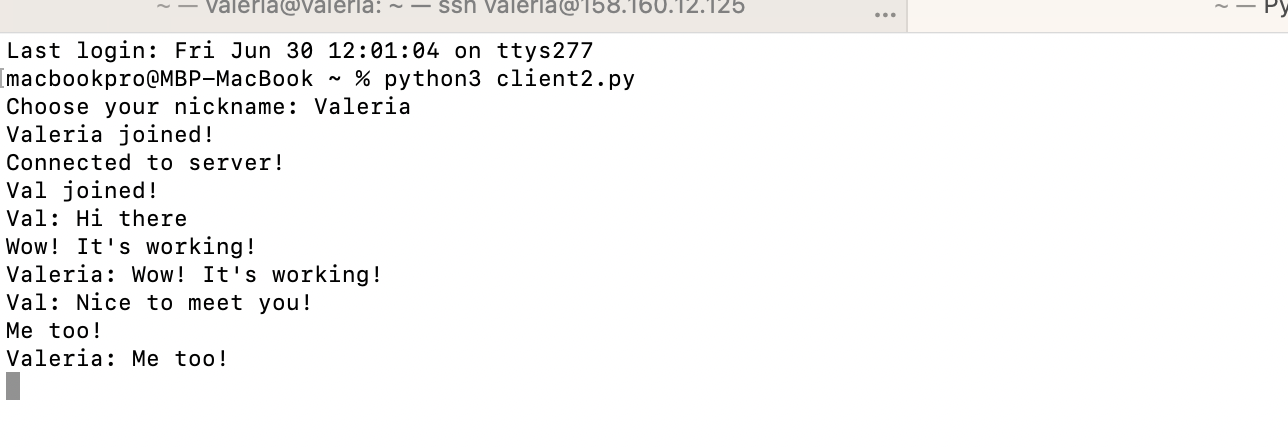 ~ — valeria@valeria: ~ — ssh valeria@158.160.12.125 ... ~ — Py
Last login: Fri Jun 30 12:01:04 on ttys277
[macbookpro@MBP-MacBook ~ % python3 client2.py
Choose your nickname: Valeria
Valeria joined!
Connected to server!
Val joined!
Val: Hi there
Wow! It's working!
Valeria: Wow! It's working!
Val: Nice to meet you!
Me too!
Valeria: Me too!